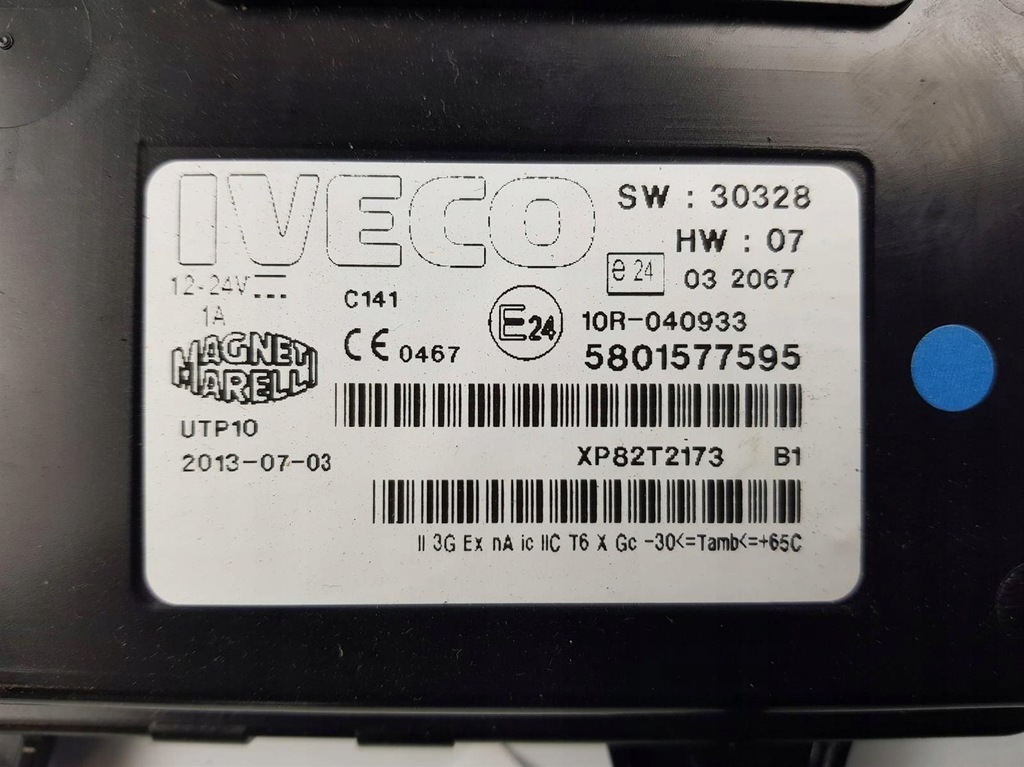 IVECO
SW : 30328
HW : 07
12-24V
1A
C141
e 24
03 2067
E24
10R-040933
CE 0467
5801577595
MAGNETI
MARELLI
UTP10
2013-07-03
XP82T2173 B1
II 3G Ex nA ic IIC T6 X Gc -30<=Tamb<=+65C